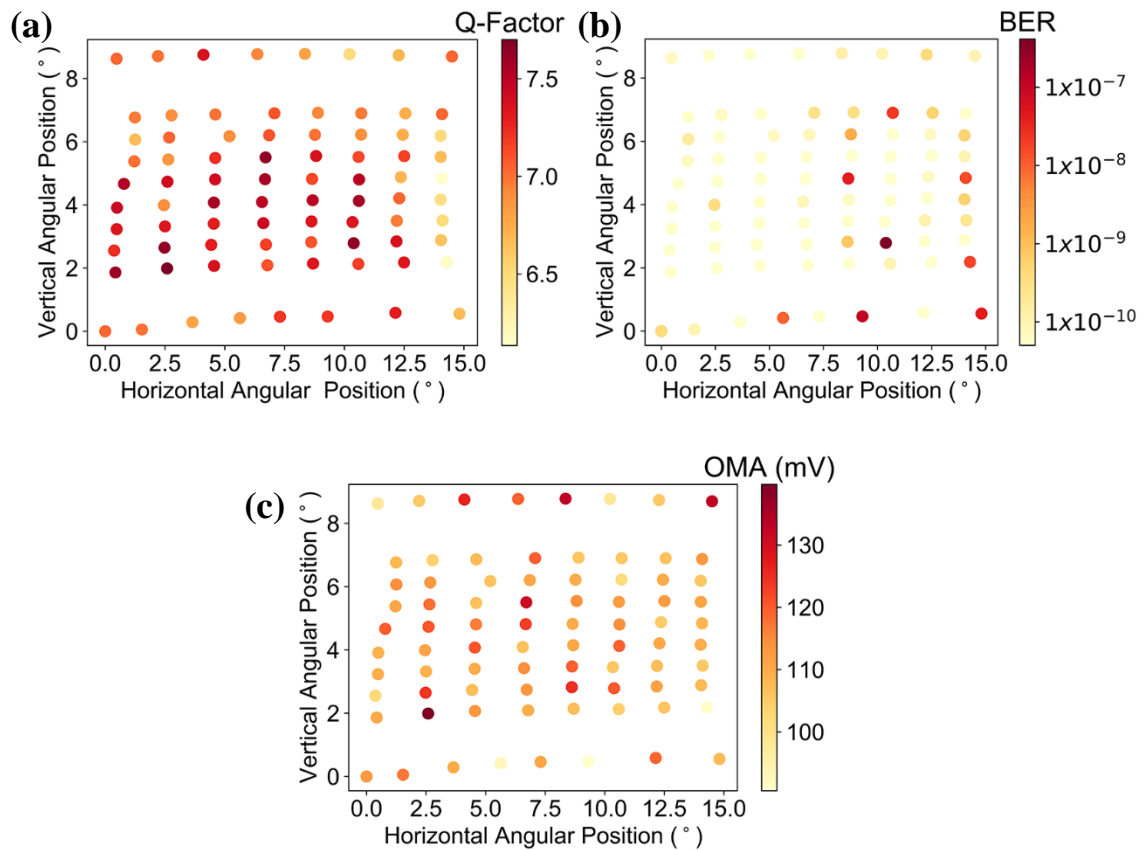 (a)
Q-Factor
Vertical Angular Position (°)
8
6
4
2
0
0.0 2.5 5.0 7.5 10.0 12.5 15.0
Horizontal Angular Position (°)
7.5
7.0
6.5
(b)
BER
Vertical Angular Position (°)
8
6
4
2
0
0.0 2.5 5.0 7.5 10.0 12.5 15.0
Horizontal Angular Position (°)
1x10⁻⁷
1x10⁻⁸
1x10⁻⁹
1x10⁻¹⁰
(c)
OMA (mV)
Vertical Angular Position (°)
8
6
4
2
0
0.0 2.5 5.0 7.5 10.0 12.5 15.0
Horizontal Angular Position (°)
130
120
110
100